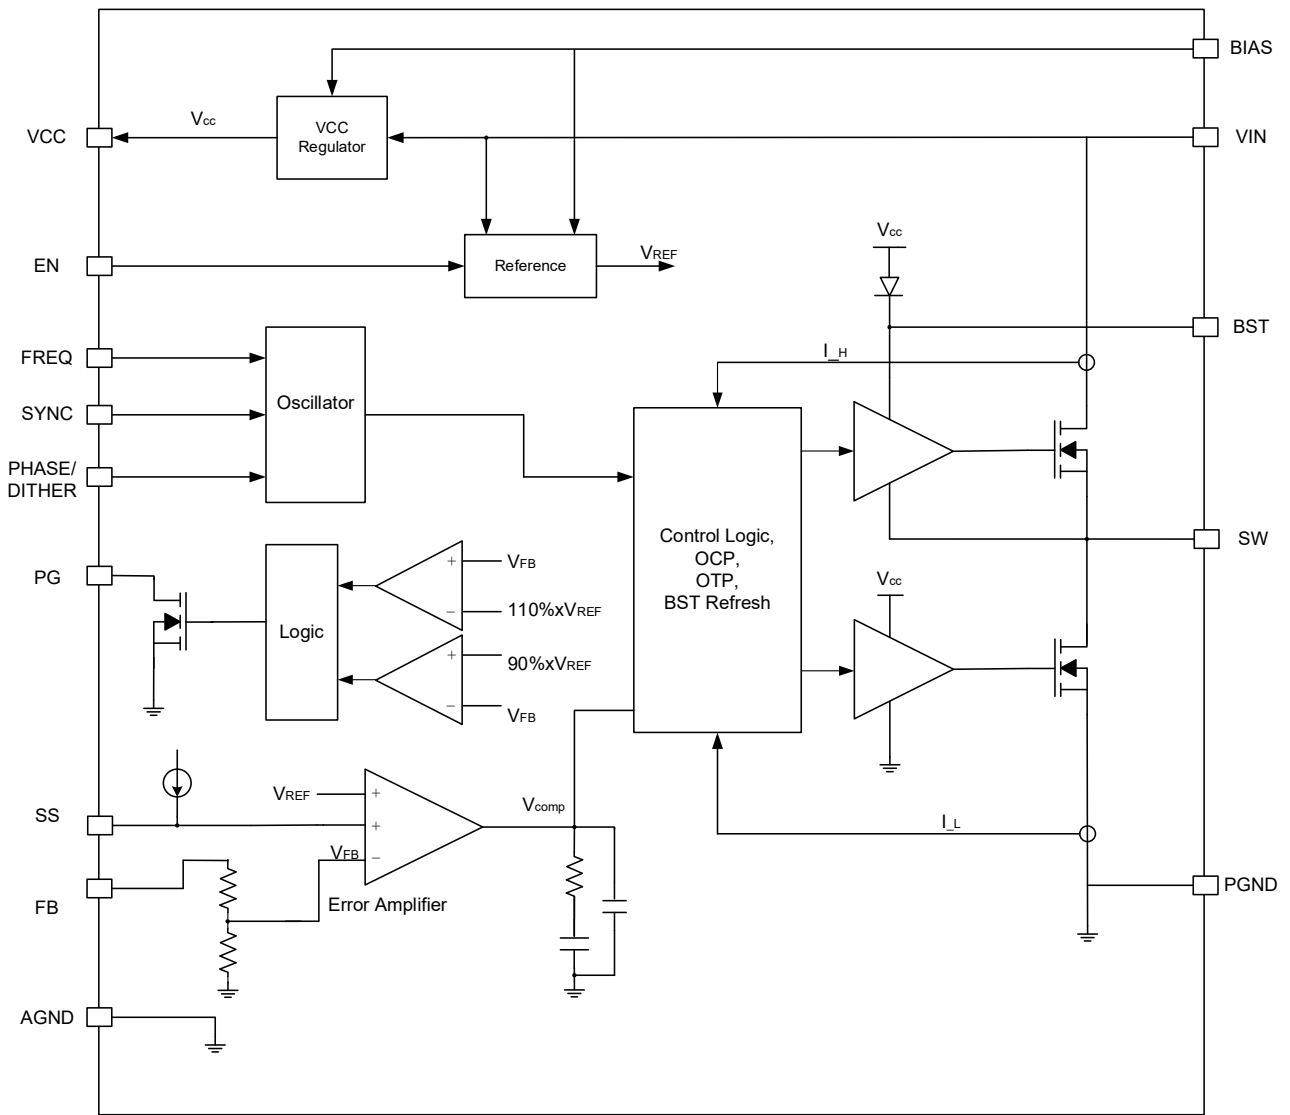 BIAS
Vcc
VCC
VCC
Regulator
VIN
Vcc
EN
Reference
VREF
BST
FREQ
I_H
SYNC
Oscillator
PHASE/
DITHER
Control Logic,
OCP,
OTP,
BST Refresh
SW
PG
+
VFB
Vcc
−
110%xVREF
Logic
+
90%xVREF
−
VFB
VREF
+
Vcomp
SS
+
I_L
VFB
−
PGND
FB
Error Amplifier
AGND